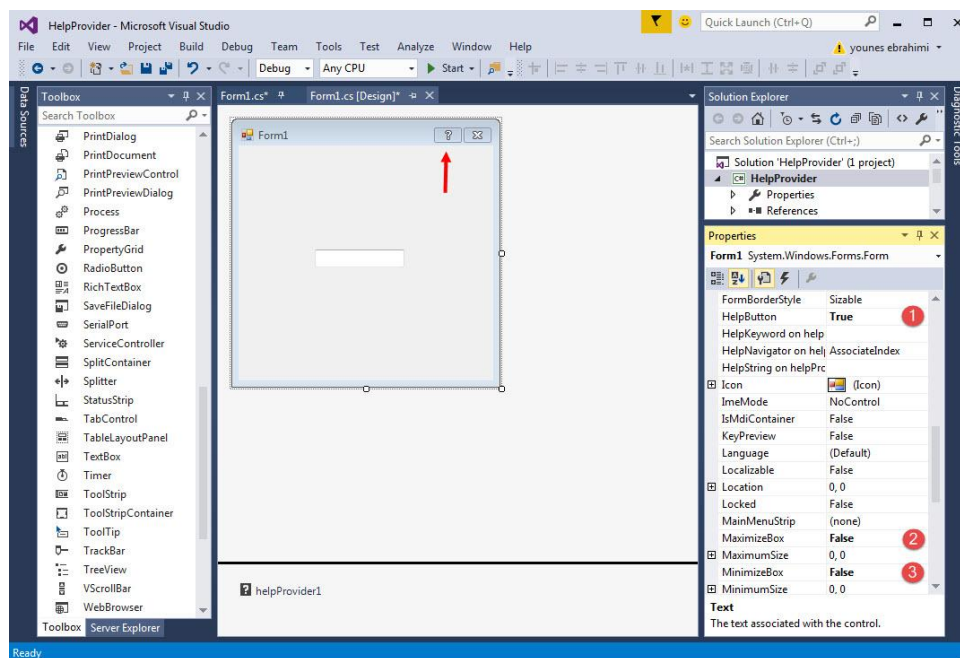 HelpProvider - Microsoft Visual Studio
Quick Launch (Ctrl+Q)
File Edit View Project Build Debug Team Tools Test Analyze Window Help
younes ebrahimi
Debug Any CPU Start
Data Sources
Toolbox
Search Toolbox
PrintDialog
PrintDocument
PrintPreviewControl
PrintPreviewDialog
Process
ProgressBar
PropertyGrid
RadioButton
RichTextBox
SaveFileDialog
SerialPort
ServiceController
SplitContainer
Splitter
StatusStrip
TabControl
TableLayoutPanel
TextBox
Timer
ToolStrip
ToolStripContainer
ToolTip
TrackBar
TreeView
VScrollBar
WebBrowser
Toolbox Server Explorer
Form1.cs* Form1.cs [Design]*
Form1
helpProvider1
Solution Explorer
Search Solution Explorer (Ctrl+;)
Solution 'HelpProvider' (1 project)
C# HelpProvider
Properties
References
Properties
Form1 System.Windows.Forms.Form
FormBorderStyle Sizable
HelpButton True 1
HelpKeyword on help
HelpNavigator on hel AssociateIndex
HelpString on helpPrc
Icon (Icon)
ImeMode NoControl
IsMdiContainer False
KeyPreview False
Language (Default)
Localizable False
Location 0, 0
Locked False
MainMenuStrip (none)
MaximizeBox False 2
MaximumSize 0, 0
MinimizeBox False 3
MinimumSize 0, 0
Text
The text associated with the control.
Diagnostic Tools
Ready